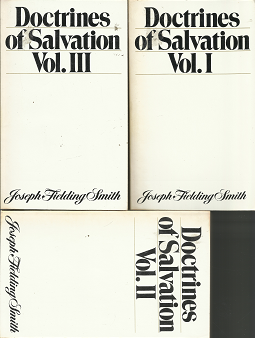 Doctrines
of Salvation
Vol. III
Joseph Fielding Smith
Doctrines
of Salvation
Vol. I
Joseph Fielding Smith
Doctrines
of Salvation
Vol. II
Joseph Fielding Smith